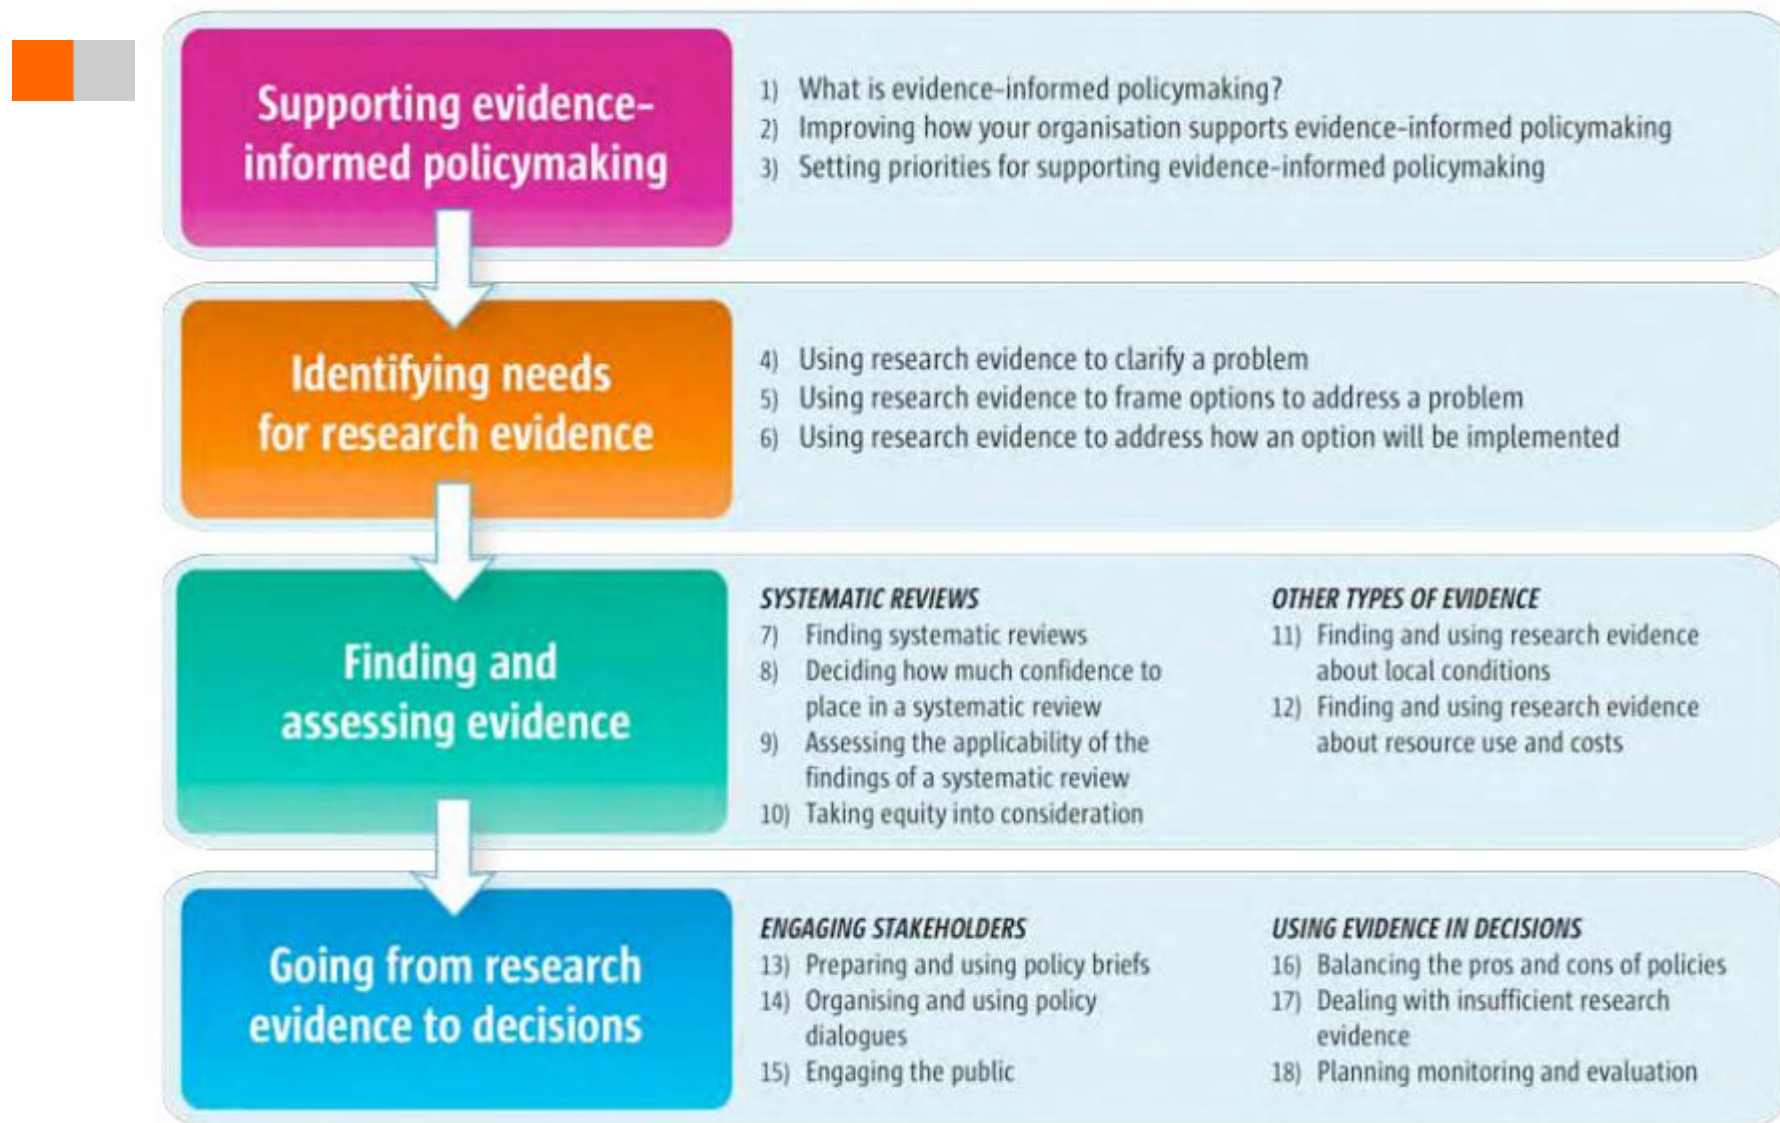 Supporting evidence-
informed policymaking
1) What is evidence-informed policymaking?
2) Improving how your organisation supports evidence-informed policymaking
3) Setting priorities for supporting evidence-informed policymaking
Identifying needs
for research evidence
4) Using research evidence to clarify a problem
5) Using research evidence to frame options to address a problem
6) Using research evidence to address how an option will be implemented
Finding and
assessing evidence
SYSTEMATIC REVIEWS
7) Finding systematic reviews
8) Deciding how much confidence to
place in a systematic review
9) Assessing the applicability of the
findings of a systematic review
10) Taking equity into consideration
OTHER TYPES OF EVIDENCE
11) Finding and using research evidence
about local conditions
12) Finding and using research evidence
about resource use and costs
Going from research
evidence to decisions
ENGAGING STAKEHOLDERS
13) Preparing and using policy briefs
14) Organising and using policy
dialogues
15) Engaging the public
USING EVIDENCE IN DECISIONS
16) Balancing the pros and cons of policies
17) Dealing with insufficient research
evidence
18) Planning monitoring and evaluation